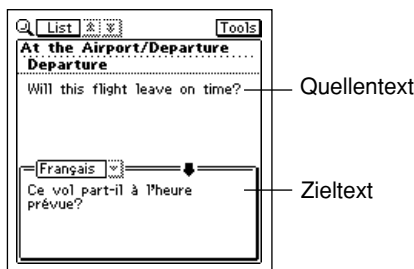 List Tools
At the Airport/Departure
Departure
Will this flight leave on time?
Quellentext
Français
Ce vol part-il à l'heure
prévue?
Zieltext